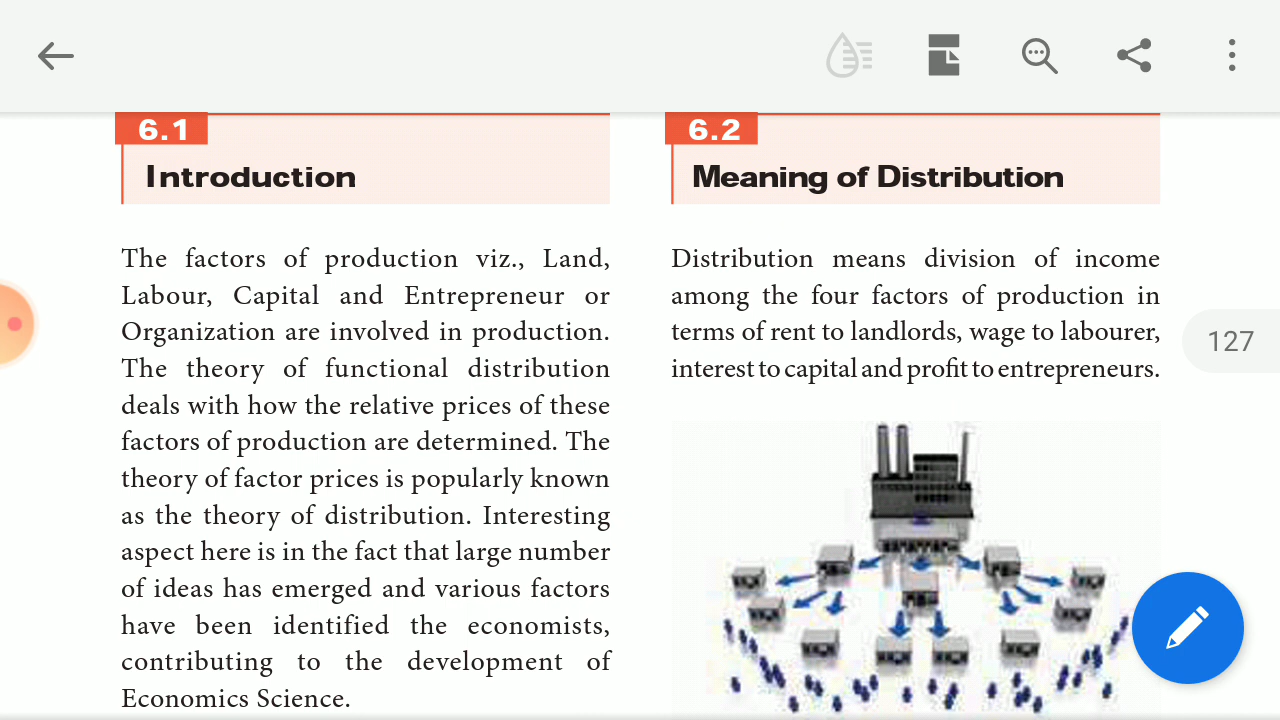 6.1
Introduction
The factors of production viz., Land,
Labour, Capital and Entrepreneur or
Organization are involved in production.
The theory of functional distribution
deals with how the relative prices of these
factors of production are determined. The
theory of factor prices is popularly known
as the theory of distribution. Interesting
aspect here is in the fact that large number
of ideas has emerged and various factors
have been identified the economists,
contributing to the development of
Economics Science.
6.2
Meaning of Distribution
Distribution means division of income
among the four factors of production in
terms of rent to landlords, wage to labourer,
interest to capital and profit to entrepreneurs.
127